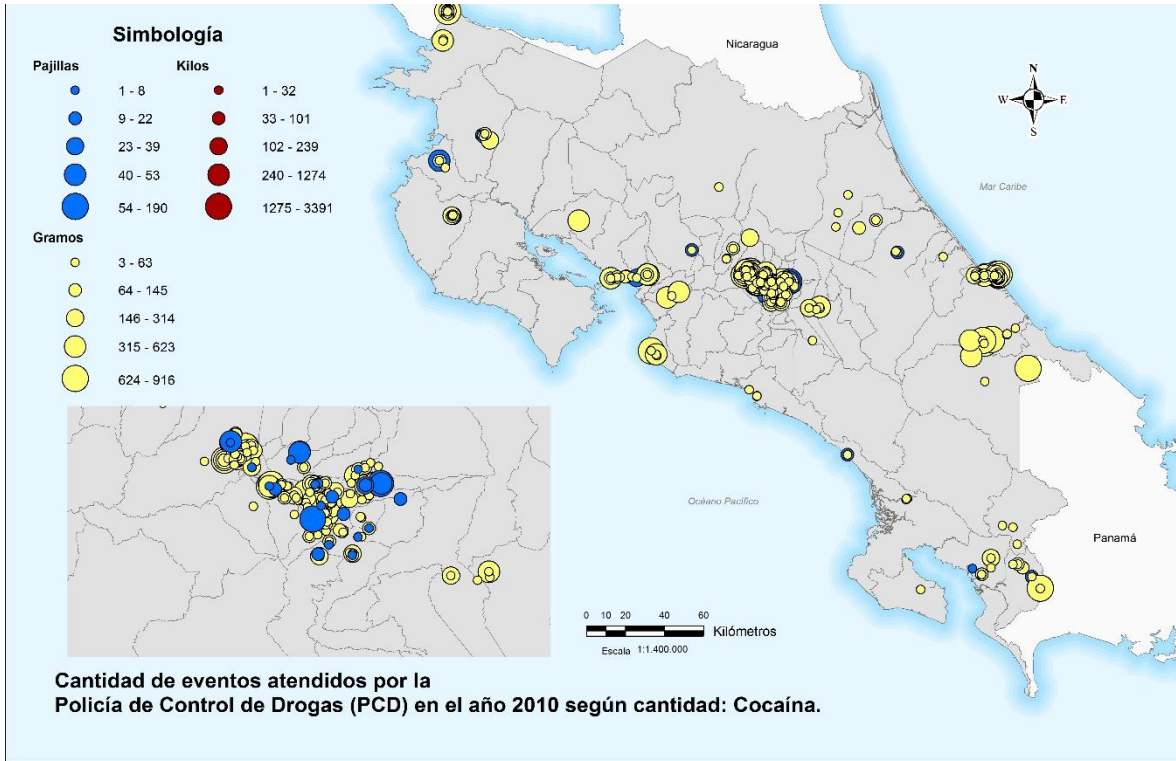 Simbología
Pajillas
1 - 8
9 - 22
23 - 39
40 - 53
54 - 190
Kilos
1 - 32
33 - 101
102 - 239
240 - 1274
1275 - 3391
Gramos
3 - 63
64 - 145
146 - 314
315 - 623
624 - 916
Nicaragua
N
W E
S
Mar Caribe
Océano Pacífico
Panamá
0 10 20 40 60
Kilómetros
Escala 1:1.400.000
Cantidad de eventos atendidos por la
Policía de Control de Drogas (PCD) en el año 2010 según cantidad: Cocaína.